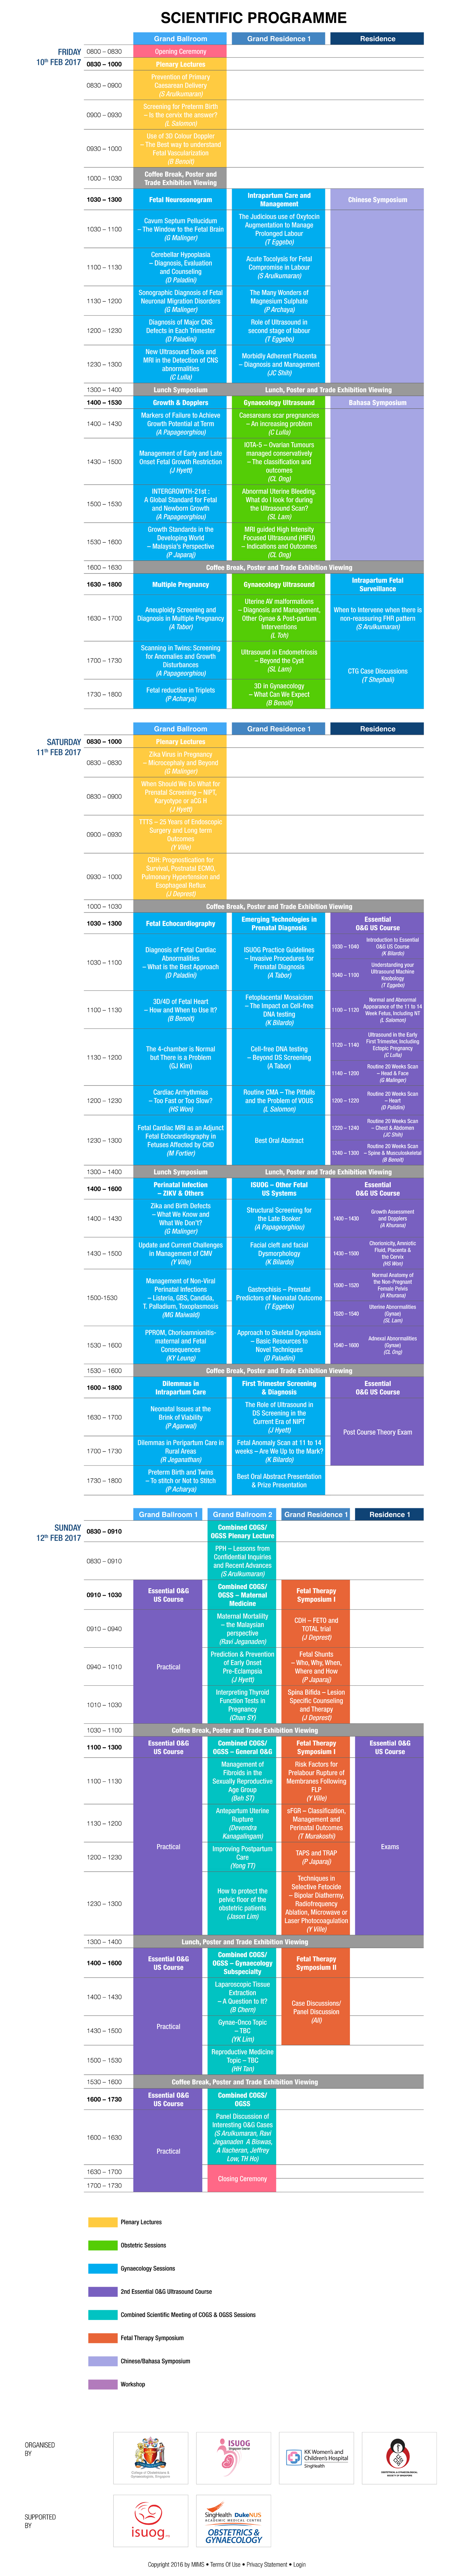 SCIENTIFIC PROGRAMME
Grand Ballroom
Grand Residence 1
Residence
FRIDAY
10th FEB 2017
0800 – 0830
Opening Ceremony
0830 – 1000
Plenary Lectures
0830 – 0900
Prevention of Primary
Caesarean Delivery
(S Arulkumaran)
0900 – 0930
Screening for Preterm Birth
– Is the cervix the answer?
(L Salomon)
0930 – 1000
Use of 3D Colour Doppler
– The Best way to understand
Fetal Vascularization
(B Benoit)
1000 – 1030
Coffee Break, Poster and
Trade Exhibition Viewing
1030 – 1300
Fetal Neurosonogram
Intrapartum Care and
Management
Chinese Symposium
1030 – 1100
Cavum Septum Pellucidum
– The Window to the Fetal Brain
(G Malinger)
The Judicious use of Oxytocin
Augmentation to Manage
Prolonged Labour
(T Eggebo)
1100 – 1130
Cerebellar Hypoplasia
– Diagnosis, Evaluation
and Counseling
(D Paladini)
Acute Tocolysis for Fetal
Compromise in Labour
(S Arulkumaran)
1130 – 1200
Sonographic Diagnosis of Fetal
Neuronal Migration Disorders
(G Malinger)
The Many Wonders of
Magnesium Sulphate
(P Archaya)
1200 – 1230
Diagnosis of Major CNS
Defects in Each Trimester
(D Paladini)
Role of Ultrasound in
second stage of labour
(T Eggebo)
1230 – 1300
New Ultrasound Tools and
MRI in the Detection of CNS
abnormalities
(C Lulla)
Morbidly Adherent Placenta
– Diagnosis and Management
(JC Shih)
1300 – 1400
Lunch Symposium
Lunch, Poster and Trade Exhibition Viewing
1400 – 1530
Growth & Dopplers
Gynaecology Ultrasound
Bahasa Symposium
1400 – 1430
Markers of Failure to Achieve
Growth Potential at Term
(A Papageorghiou)
Caesareans scar pregnancies
– An increasing problem
(C Lulla)
1430 – 1500
Management of Early and Late
Onset Fetal Growth Restriction
(J Hyett)
IOTA-5 – Ovarian Tumours
managed conservatively
– The classification and
outcomes
(CL Ong)
1500 – 1530
INTERGROWTH-21st :
A Global Standard for Fetal
and Newborn Growth
(A Papageorghiou)
Abnormal Uterine Bleeding.
What do I look for during
the Ultrasound Scan?
(SL Lam)
1530 – 1600
Growth Standards in the
Developing World
– Malaysia's Perspective
(P Japaraj)
MRI guided High Intensity
Focused Ultrasound (HIFU)
– Indications and Outcomes
(CL Ong)
1600 – 1630
Coffee Break, Poster and Trade Exhibition Viewing
1630 – 1800
Multiple Pregnancy
Gynaecology Ultrasound
Intrapartum Fetal
Surveillance
1630 – 1700
Aneuploidy Screening and
Diagnosis in Multiple Pregnancy
(A Tabor)
Uterine AV malformations
– Diagnosis and Management,
Other Gynae & Post-partum
Interventions
(L Toh)
When to Intervene when there is
non-reassuring FHR pattern
(S Arulkumaran)
1700 – 1730
Scanning in Twins: Screening
for Anomalies and Growth
Disturbances
(A Papageorghiou)
Ultrasound in Endometriosis
– Beyond the Cyst
(SL Lam)
CTG Case Discussions
(T Shephali)
1730 – 1800
Fetal reduction in Triplets
(P Acharya)
3D in Gynaecology
– What Can We Expect
(B Benoit)
Grand Ballroom
Grand Residence 1
Residence
SATURDAY
11th FEB 2017
0830 – 1000
Plenary Lectures
0830 – 0830
Zika Virus in Pregnancy
– Microcephaly and Beyond
(G Malinger)
0830 – 0900
When Should We Do What for
Prenatal Screening – NIPT,
Karyotype or aCG H
(J Hyett)
0900 – 0930
TTTS – 25 Years of Endoscopic
Surgery and Long term
Outcomes
(Y Ville)
0930 – 1000
CDH: Prognostication for
Survival, Postnatal ECMO,
Pulmonary Hypertension and
Esophageal Reflux
(J Deprest)
1000 – 1030
Coffee Break, Poster and Trade Exhibition Viewing
1030 – 1300
Fetal Echocardiography
Emerging Technologies in
Prenatal Diagnosis
Essential
O&G US Course
1030 – 1100
Diagnosis of Fetal Cardiac
Abnormalities
– What is the Best Approach
(D Paladini)
ISUOG Practice Guidelines
– Invasive Procedures for
Prenatal Diagnosis
(A Tabor)
1030 – 1040
Introduction to Essential
O&G US Course
(K Bilardo)
1040 – 1100
Understanding your
Ultrasound Machine
Knobology
(T Eggebo)
1100 – 1130
3D/4D of Fetal Heart
– How and When to Use It?
(B Benoit)
Fetoplacental Mosaicism
– The Impact on Cell-free
DNA testing
(K Bilardo)
1100 – 1120
Normal and Abnormal
Appearance of the 11 to 14
Week Fetus, Including NT
(L Salomon)
1130 – 1200
The 4-chamber is Normal
but There is a Problem
(GJ Kim)
Cell-free DNA testing
– Beyond DS Screening
(A Tabor)
1120 – 1140
Ultrasound in the Early
First Trimester, Including
Ectopic Pregnancy
(C Lulla)
1140 – 1200
Routine 20 Weeks Scan
– Head & Face
(G Malinger)
1200 – 1230
Cardiac Arrhythmias
– Too Fast or Too Slow?
(HS Won)
Routine CMA – The Pitfalls
and the Problem of VOUS
(L Salomon)
1200 – 1220
Routine 20 Weeks Scan
– Heart
(D Paladini)
1230 – 1300
Fetal Cardiac MRI as an Adjunct
Fetal Echocardiography in
Fetuses Affected by CHD
(M Fortier)
Best Oral Abstract
1220 – 1240
Routine 20 Weeks Scan
– Chest & Abdomen
(JC Shih)
1240 – 1300
Routine 20 Weeks Scan
– Spine & Musculoskeletal
(B Benoit)
1300 – 1400
Lunch Symposium
Lunch, Poster and Trade Exhibition Viewing
1400 – 1600
Perinatal Infection
– ZIKV & Others
ISUOG – Other Fetal
US Systems
Essential
O&G US Course
1400 – 1430
Zika and Birth Defects
– What We Know and
What We Don't?
(G Malinger)
Structural Screening for
the Late Booker
(A Papageorghiou)
1400 – 1430
Growth Assessment
and Dopplers
(A Khurana)
1430 – 1500
Update and Current Challenges
in Management of CMV
(Y Ville)
Facial cleft and facial
Dysmorphology
(K Bilardo)
1430 – 1500
Chorionicity, Amniotic
Fluid, Placenta &
the Cervix
(HS Won)
1500-1530
Management of Non-Viral
Perinatal Infections
– Listeria, GBS, Candida,
T. Palladium, Toxoplasmosis
(MG Maiwald)
Gastrochisis – Prenatal
Predictors of Neonatal Outcome
(T Eggebo)
1500 – 1520
Normal Anatomy of
the Non-Pregnant
Female Pelvis
(A Khurana)
1520 – 1540
Uterine Abnormalities
(Gynae)
(SL Lam)
1530 – 1600
PPROM, Chorioamnionitis-
maternal and Fetal
Consequences
(KY Leung)
Approach to Skeletal Dysplasia
– Basic Resources to
Novel Techniques
(D Paladini)
1540 – 1600
Adnexal Abnormalities
(Gynae)
(CL Ong)
1530 – 1600
Coffee Break, Poster and Trade Exhibition Viewing
1600 – 1800
Dilemmas in
Intrapartum Care
First Trimester Screening
& Diagnosis
Essential
O&G US Course
1630 – 1700
Neonatal Issues at the
Brink of Viability
(P Agarwal)
The Role of Ultrasound in
DS Screening in the
Current Era of NIPT
(J Hyett)
Post Course Theory Exam
1700 – 1730
Dilemmas in Peripartum Care in
Rural Areas
(R Jeganathan)
Fetal Anomaly Scan at 11 to 14
weeks – Are We Up to the Mark?
(K Bilardo)
1730 – 1800
Preterm Birth and Twins
– To stitch or Not to Stitch
(P Acharya)
Best Oral Abstract Presentation
& Prize Presentation
Grand Ballroom 1
Grand Ballroom 2
Grand Residence 1
Residence 1
SUNDAY
12th FEB 2017
0830 – 0910
Combined COGS/
OGSS Plenary Lecture
0830 – 0910
PPH – Lessons from
Confidential Inquiries
and Recent Advances
(S Arulkumaran)
0910 – 1030
Essential O&G
US Course
Combined COGS/
OGSS – Maternal
Medicine
Fetal Therapy
Symposium I
0910 – 0940
Maternal Mortalilty
– the Malaysian
perspective
(Ravi Jeganaden)
CDH – FETO and
TOTAL trial
(J Deprest)
0940 – 1010
Practical
Prediction & Prevention
of Early Onset
Pre-Eclampsia
(J Hyett)
Fetal Shunts
– Who, Why, When,
Where and How
(P Japaraj)
1010 – 1030
Interpreting Thyroid
Function Tests in
Pregnancy
(Chan SY)
Spina Bifida – Lesion
Specific Counseling
and Therapy
(J Deprest)
1030 – 1100
Coffee Break, Poster and Trade Exhibition Viewing
1100 – 1300
Essential O&G
US Course
Combined COGS/
OGSS – General O&G
Fetal Therapy
Symposium I
Essential O&G
US Course
1100 – 1130
Management of
Fibroids in the
Sexually Reproductive
Age Group
(Beh ST)
Risk Factors for
Prelabour Rupture of
Membranes Following
FLP
(Y Ville)
1130 – 1200
Antepartum Uterine
Rupture
(Devendra
Kanagalingam)
sFGR – Classification,
Management and
Perinatal Outcomes
(T Murakoshi)
Practical
Exams
1200 – 1230
Improving Postpartum
Care
(Yong TT)
TAPS and TRAP
(P Japaraj)
1230 – 1300
How to protect the
pelvic floor of the
obstetric patients
(Jason Lim)
Techniques in
Selective Fetocide
– Bipolar Diathermy,
Radiofrequency
Ablation, Microwave or
Laser Photocoagulation
(Y Ville)
1300 – 1400
Lunch, Poster and Trade Exhibition Viewing
1400 – 1600
Essential O&G
US Course
Combined COGS/
OGSS – Gynaecology
Subspecialty
Fetal Therapy
Symposium II
1400 – 1430
Laparoscopic Tissue
Extraction
– A Question to it?
(B Chern)
Case Discussions/
Panel Discussion
(All)
1430 – 1500
Practical
Gynae-Onco Topic
– TBC
(YK Lim)
1500 – 1530
Reproductive Medicine
Topic – TBC
(HH Tan)
1530 – 1600
Coffee Break, Poster and Trade Exhibition Viewing
1600 – 1730
Essential O&G
US Course
Combined COGS/
OGSS
1600 – 1630
Practical
Panel Discussion of
Interesting O&G Cases
(S Arulkumaran, Ravi
Jeganaden A Biswas,
A Ilacheran, Jeffrey
Low, TH Ho)
1630 – 1700
Closing Ceremony
1700 – 1730
Plenary Lectures
Obstetric Sessions
Gynaecology Sessions
2nd Essential O&G Ultrasound Course
Combined Scientific Meeting of COGS & OGSS Sessions
Fetal Therapy Symposium
Chinese/Bahasa Symposium
Workshop
ORGANISED
BY
College of Obstetricians &
Gynaecologists, Singapore
ISUOG
Singapore Chapter
KK Women's and
Children's Hospital
SingHealth
SUPPORTED
BY
isuog.org
SingHealth DukeNUS
ACADEMIC MEDICAL CENTRE
OBSTETRICS &
GYNAECOLOGY
Copyright 2016 by MIMS • Terms Of Use • Privacy Statement • Login